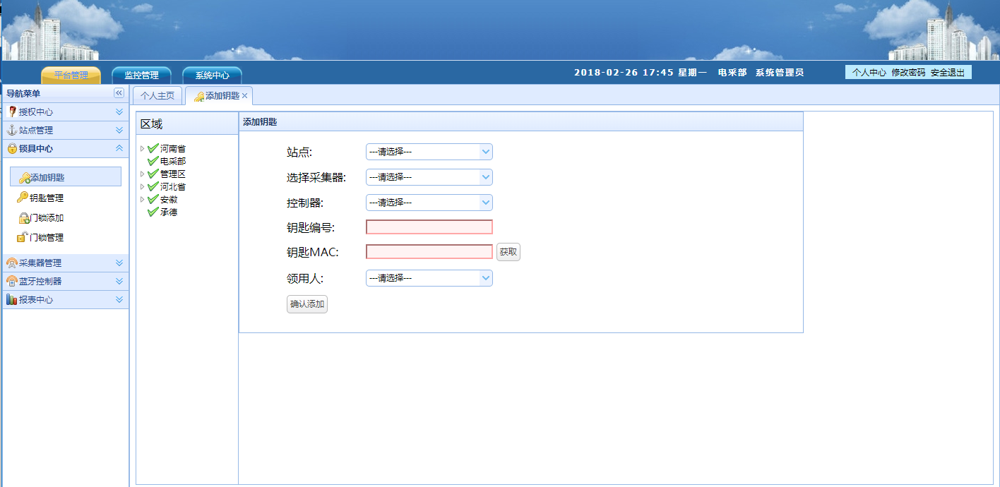 平台管理 监控管理 系统中心 2018-02-26 17:45 星期一 电采部 系统管理员 个人中心 修改密码 安全退出
导航菜单
授权中心
站点管理
锁具中心
添加钥匙
钥匙管理
门锁添加
门锁管理
采集器管理
蓝牙控制器
报表中心
个人主页 添加钥匙
区域
河南省
电采部
管理区
河北省
安徽
承德
添加钥匙
站点: ---请选择---
选择采集器: ---请选择---
控制器: ---请选择---
钥匙编号:
钥匙MAC: 获取
领用人: ---请选择---
确认添加